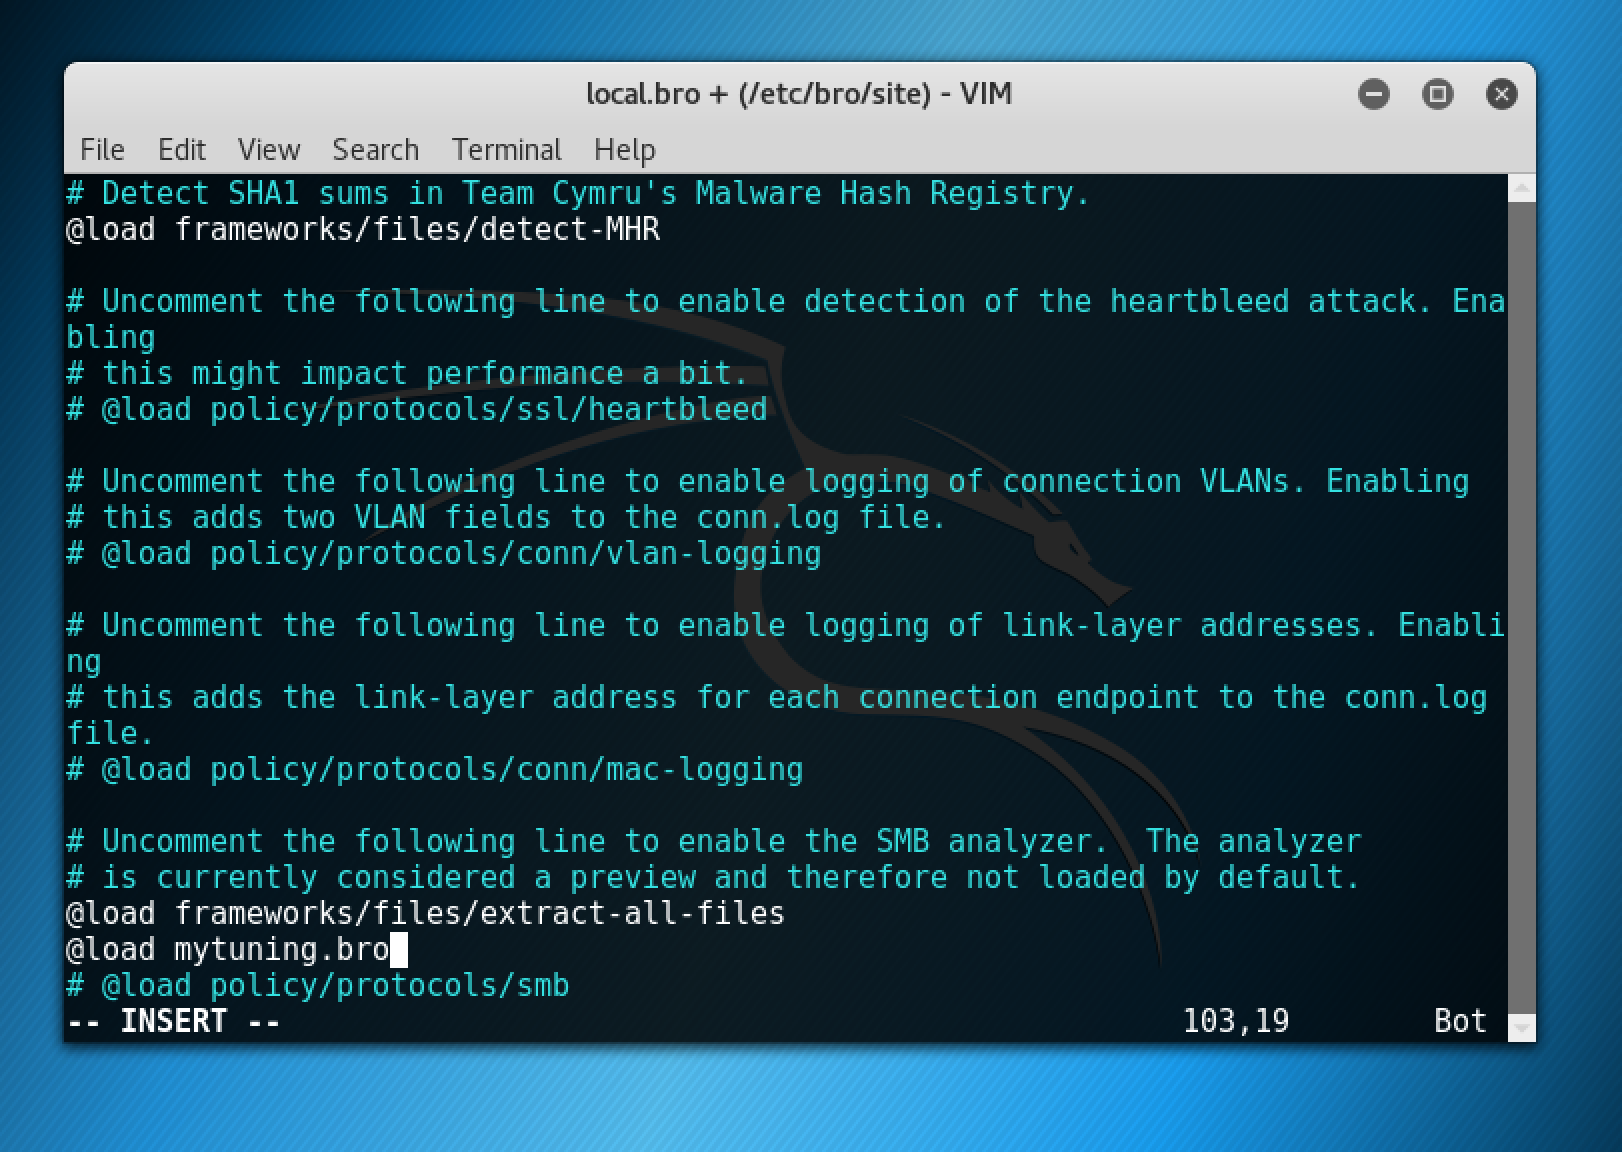 local.bro + (/etc/bro/site) - VIM
File Edit View Search Terminal Help
# Detect SHA1 sums in Team Cymru's Malware Hash Registry.
@load frameworks/files/detect-MHR
# Uncomment the following line to enable detection of the heartbleed attack. Ena
bling
# this might impact performance a bit.
# @load policy/protocols/ssl/heartbleed
# Uncomment the following line to enable logging of connection VLANs. Enabling
# this adds two VLAN fields to the conn.log file.
# @load policy/protocols/conn/vlan-logging
# Uncomment the following line to enable logging of link-layer addresses. Enabli
ng
# this adds the link-layer address for each connection endpoint to the conn.log
file.
# @load policy/protocols/conn/mac-logging
# Uncomment the following line to enable the SMB analyzer.  The analyzer
# is currently considered a preview and therefore not loaded by default.
@load frameworks/files/extract-all-files
@load mytuning.bro
# @load policy/protocols/smb
-- INSERT -- 103,19 Bot